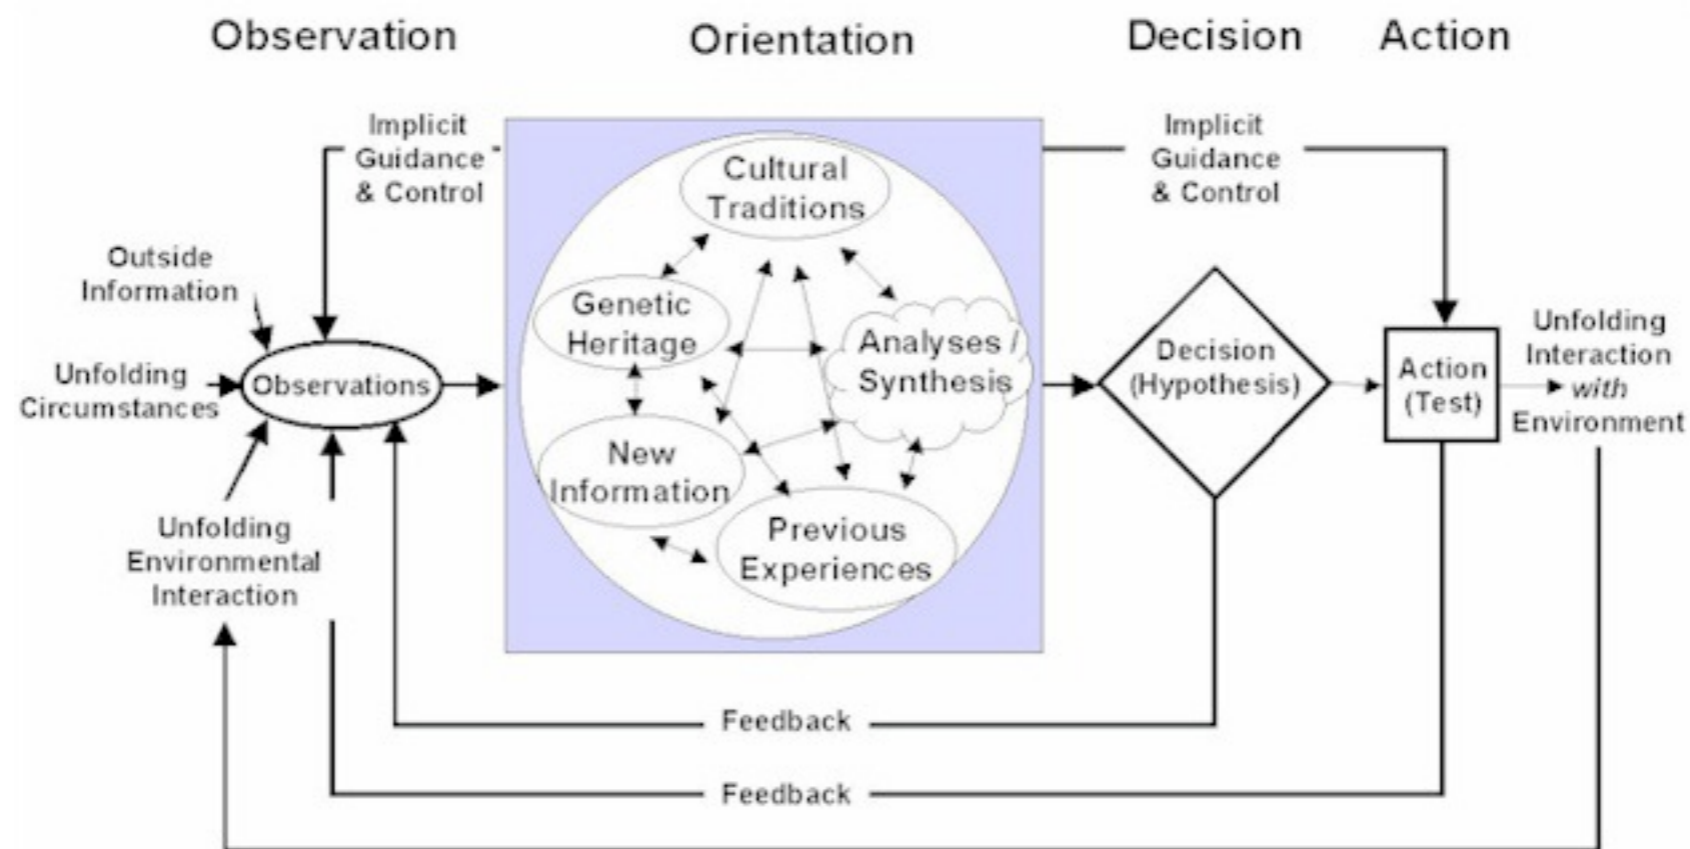 Observation
Orientation
Decision
Action
Implicit
Guidance
& Control
Outside
Information
Unfolding
Circumstances
Observations
Unfolding
Environmental
Interaction
Cultural
Traditions
Genetic
Heritage
Analyses /
Synthesis
New
Information
Previous
Experiences
Implicit
Guidance
& Control
Decision
(Hypothesis)
Action
(Test)
Unfolding
Interaction
with
Environment
Feedback
Feedback